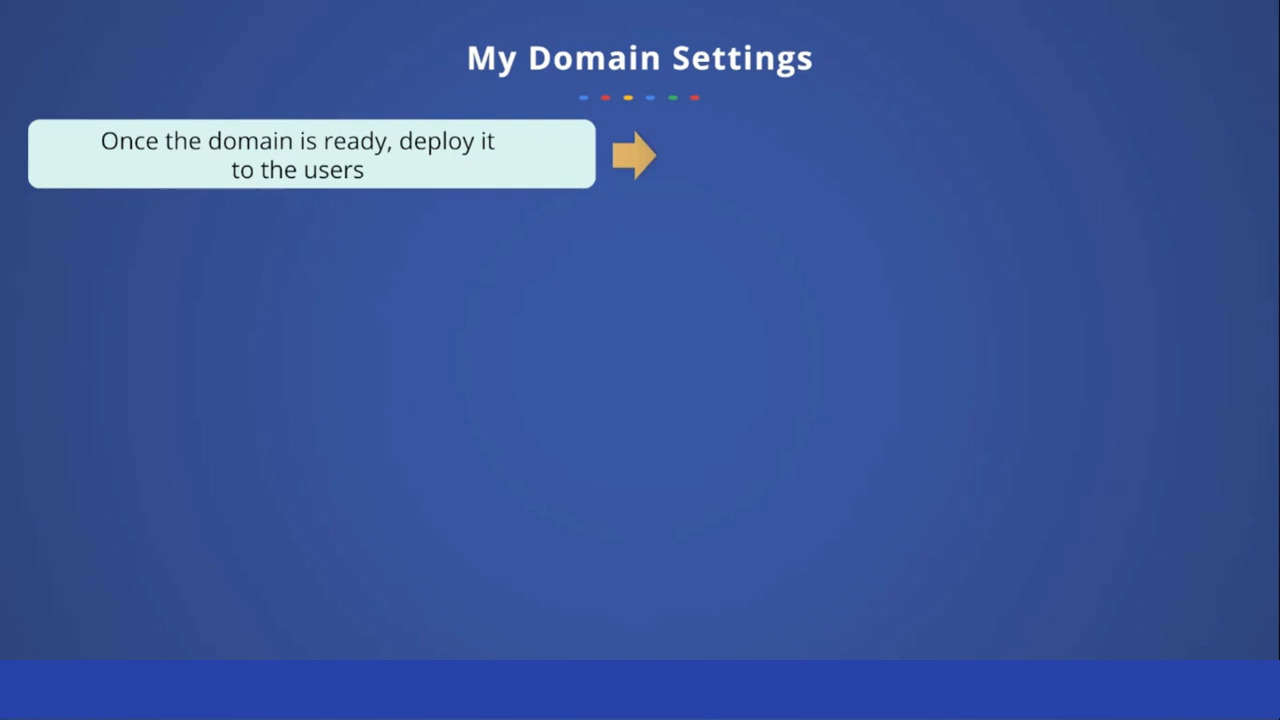 My Domain Settings
Once the domain is ready, deploy it
to the users